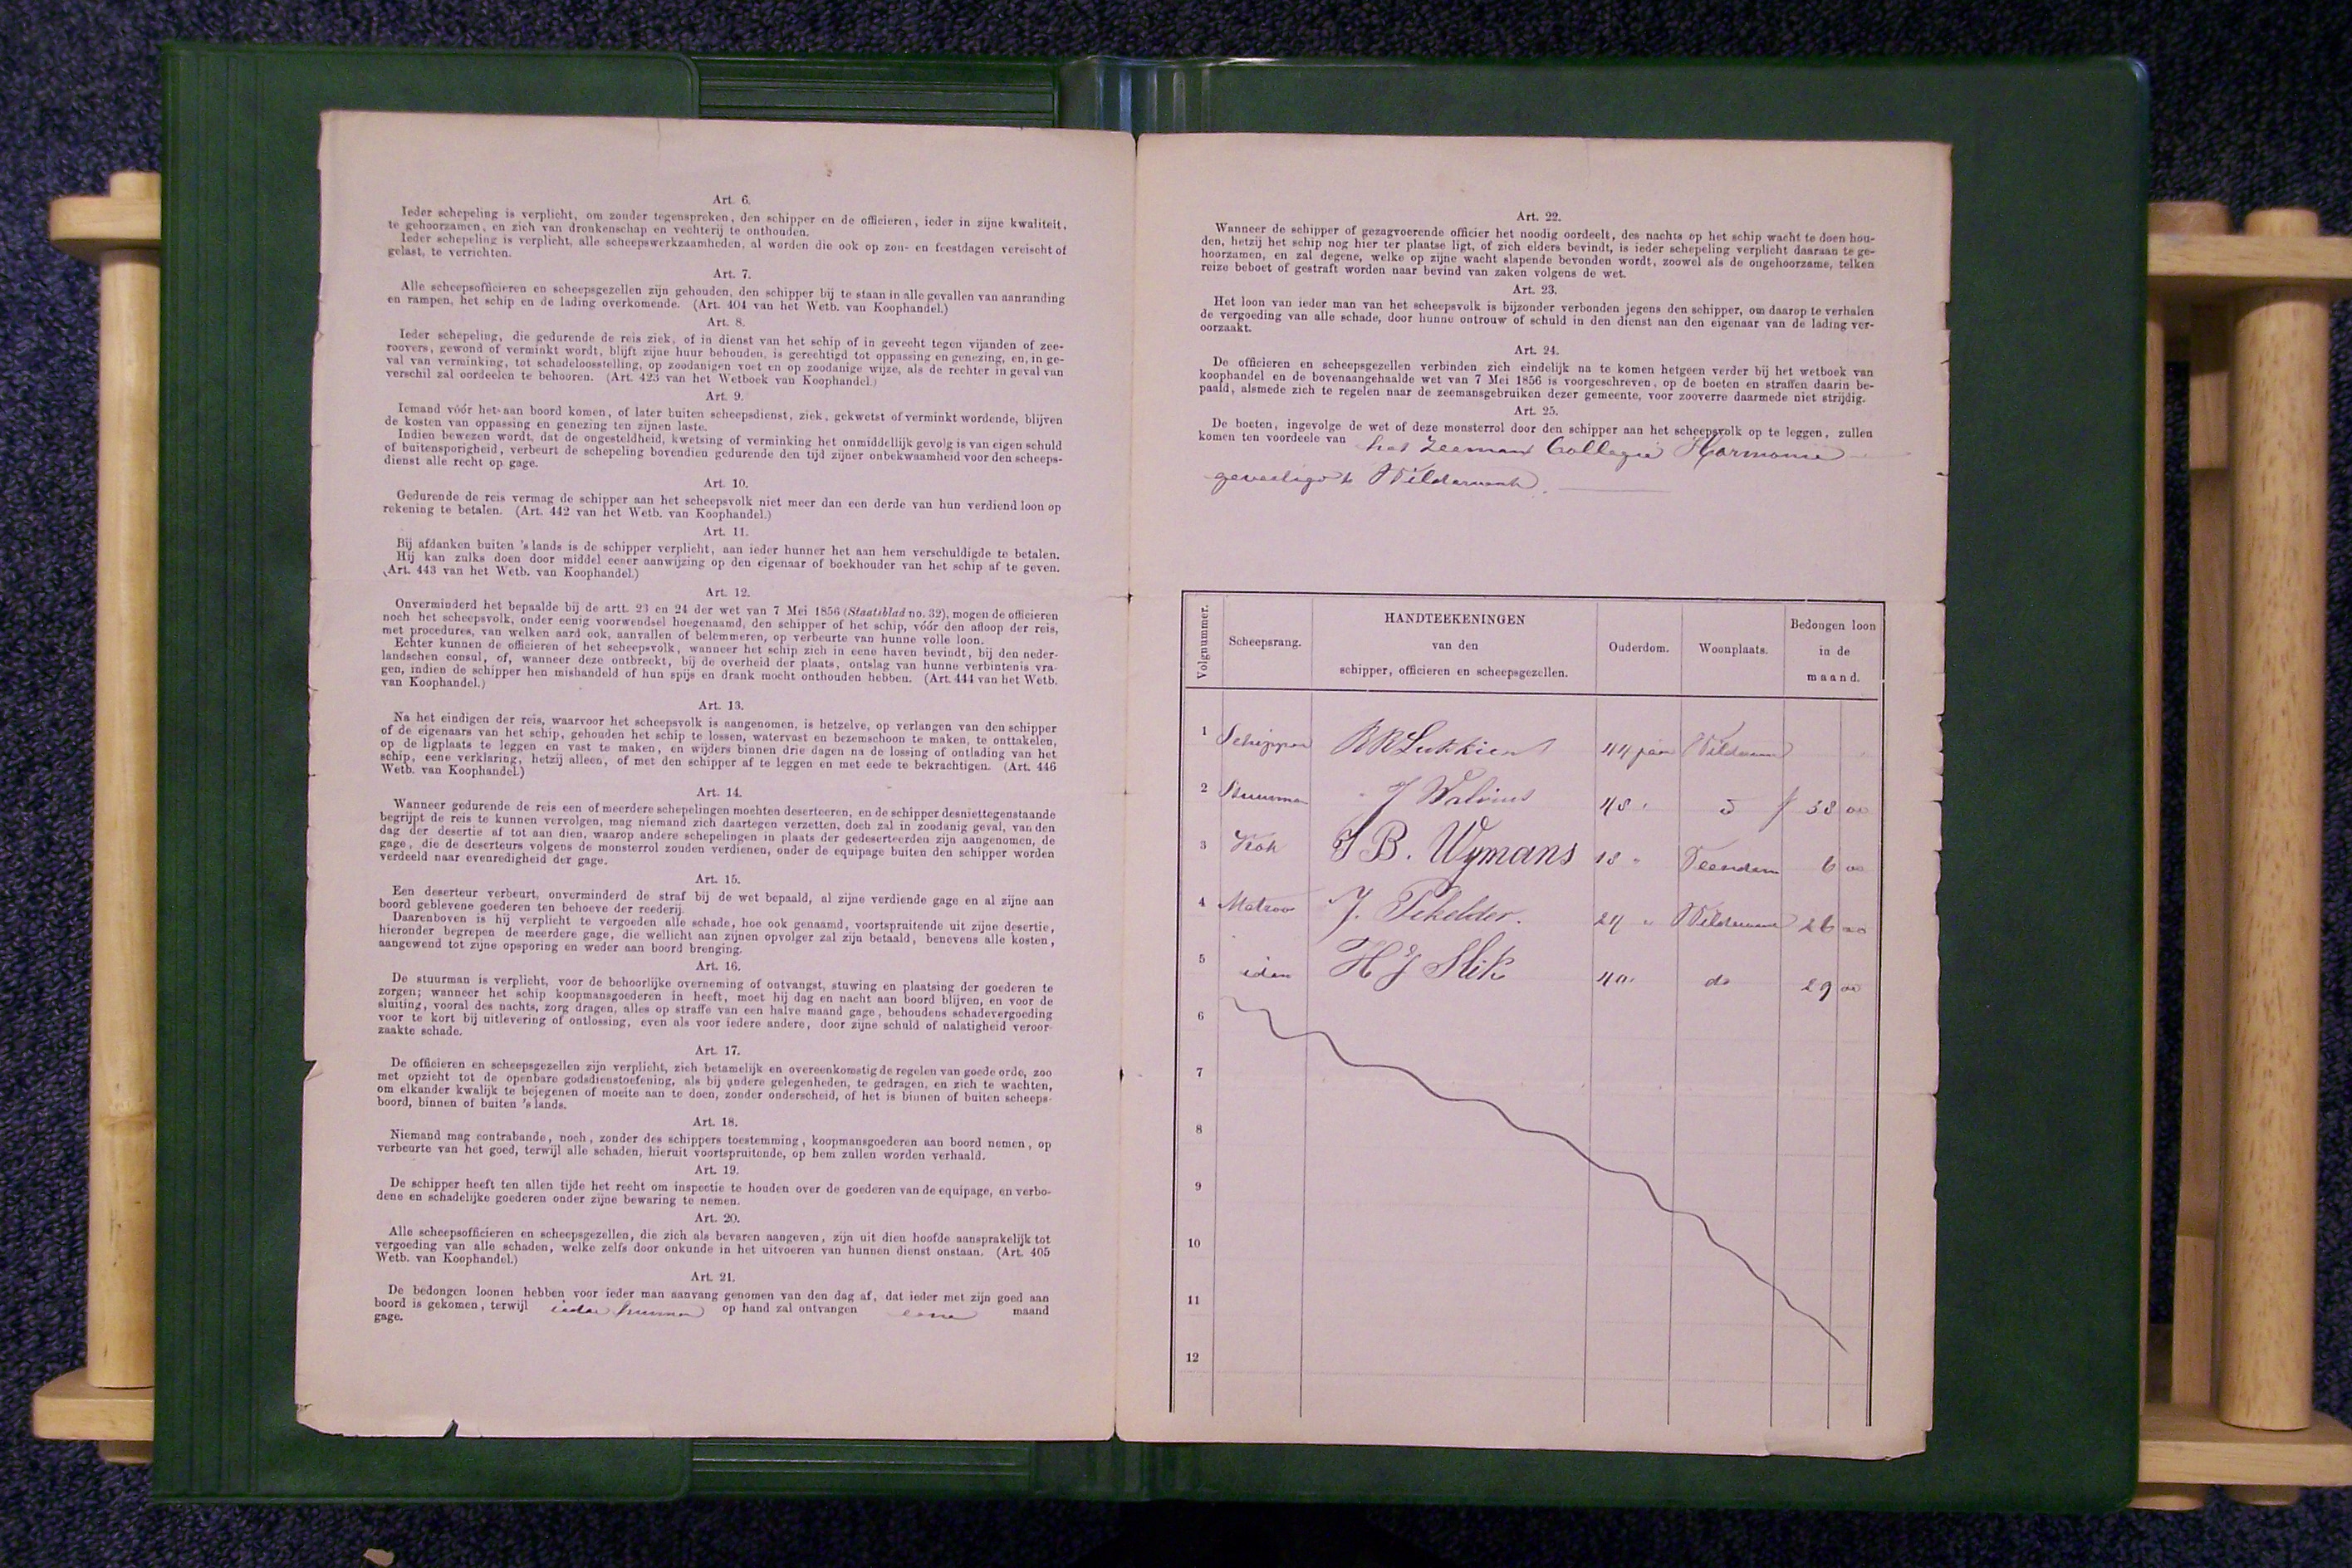 Art. 6.
Ieder schepeling is verplicht, om zonder tegenspreken, den schipper en de officieren, ieder in zijne kwaliteit,
te gehoorzamen, en zich van dronkenschap en vechterij te onthouden.
Ieder schepeling is verplicht, alle scheepswerkzaamheden, al worden die ook op zon- en feestdagen vereischt of
gelast, te verrichten.
Art. 7.
Alle scheepsofficieren en scheepsgezellen zijn gehouden, den schipper bij te staan in alle gevallen van aanranding
en rampen, het schip en de lading overkomende. (Art. 404 van het Wetb. van Koophandel.)
Art. 8.
Ieder schepeling, die gedurende de reis ziek, of in dienst van het schip of in gevecht tegen vijanden of zee-
roovers, gewond of verminkt wordt, blijft zijne huur behouden, is gerechtigd tot oppassing en genezing, en, in ge-
val van verminking, tot schadeloosstelling, op zoodanigen voet en op zoodanige wijze, als de rechter in geval van
verschil zal oordeelen te behooren. (Art. 423 van het Wetboek van Koophandel.)
Art. 9.
Iemand vóór het aan boord komen, of later buiten scheepsdienst, ziek, gekwetst of verminkt wordende, blijven
de kosten van oppassing en genezing ten zijnen laste.
Indien bewezen wordt, dat de ongesteldheid, kwetsing of verminking het onmiddellijk gevolg is van eigen schuld
of buitensporigheid, verbeurt de schepeling bovendien gedurende den tijd zijner onbekwaamheid voor den scheeps-
dienst alle recht op gage.
Art. 10.
Gedurende de reis vermag de schipper aan het scheepsvolk niet meer dan een derde van hun verdiend loon op
rekening te betalen. (Art. 442 van het Wetb. van Koophandel.)
Art. 11.
Bij afdanken buiten 's lands is de schipper verplicht, aan ieder hunner het aan hem verschuldigde te betalen.
Hij kan zulks doen door middel eener aanwijzing op den eigenaar of boekhouder van het schip af te geven.
(Art. 443 van het Wetb. van Koophandel.)
Art. 12.
Onverminderd het bepaalde bij de artt. 23 en 24 der wet van 7 Mei 1856 (Staatsblad no. 32), mogen de officieren
noch het scheepsvolk, onder eenig voorwendsel hoegenaamd, den schipper of het schip, vóór den afloop der reis,
met procedures, van welken aard ook, aanvallen of belemmeren, op verbeurte van hunne volle loon.
Echter kunnen de officieren of het scheepsvolk, wanneer het schip zich in eene haven bevindt, bij den neder-
landschen consul, of, wanneer deze ontbreekt, bij de overheid der plaats, ontslag van hunne verbintenis vra-
gen, indien de schipper hen mishandeld of hun spijs en drank mocht onthouden hebben. (Art. 444 van het Wetb.
van Koophandel.)
Art. 13.
Na het eindigen der reis, waarvoor het scheepsvolk is aangenomen, is hetzelve, op verlangen van den schipper
of de eigenaars van het schip, gehouden het schip te lossen, watervast en bezemschoon te maken, te onttakelen,
op de ligplaats te leggen en vast te maken, en wijders binnen drie dagen na de lossing of ontlading van het
schip, eene verklaring, hetzij alleen, of met den schipper af te leggen en met eede te bekrachtigen. (Art. 446
Wetb. van Koophandel.)
Art. 14.
Wanneer gedurende de reis een of meerdere schepelingen mochten deserteeren, en de schipper desniettegenstaande
begrijpt de reis te kunnen vervolgen, mag niemand zich daartegen verzetten, doch zal in zoodanig geval, van den
dag der desertie af tot aan dien, waarop andere schepelingen in plaats der gedeserteerden zijn aangenomen, de
gage, die de deserteurs volgens de monsterrol zouden verdienen, onder de equipage buiten den schipper worden
verdeeld naar evenredigheid der gage.
Art. 15.
Een deserteur verbeurt, onverminderd de straf bij de wet bepaald, al zijne verdiende gage en al zijne aan
boord geblevene goederen ten behoeve der reederij.
Daarenboven is hij verplicht te vergoeden alle schade, hoe ook genaamd, voortspruitende uit zijne desertie,
hieronder begrepen de meerdere gage, die wellicht aan zijnen opvolger zal zijn betaald, benevens alle kosten,
aangewend tot zijne opsporing en weder aan boord brenging.
Art. 16.
De stuurman is verplicht, voor de behoorlijke overneming of ontvangst, stuwing en plaatsing der goederen te
zorgen; wanneer het schip koopmansgoederen in heeft, moet hij dag en nacht aan boord blijven, en voor de
sluiting, vooral des nachts, zorg dragen, alles op straffe van een halve maand gage, behoudens schadevergoeding
voor te kort bij uitlevering of ontlossing, even als voor iedere andere, door zijne schuld of nalatigheid veroor-
zaakte schade.
Art. 17.
De officieren en scheepsgezellen zijn verplicht, zich betamelijk en overeenkomstig de regelen van goede orde, zoo
met opzicht tot de openbare godsdienstoefening, als bij andere gelegenheden, te gedragen, en zich te wachten,
om elkander kwalijk te bejegenen of moeite aan te doen, zonder onderscheid, of het is binnen of buiten scheeps-
boord, binnen of buiten 's lands.
Art. 18.
Niemand mag contrabande, noch, zonder des schippers toestemming, koopmansgoederen aan boord nemen, op
verbeurte van het goed, terwijl alle schaden, hieruit voortspruitende, op hem zullen worden verhaald.
Art. 19.
De schipper heeft ten allen tijde het recht om inspectie te houden over de goederen van de equipage, en verbo-
dene en schadelijke goederen onder zijne bewaring te nemen.
Art. 20.
Alle scheepsofficieren en scheepsgezellen, die zich als bevaren aangeven, zijn uit dien hoofde aansprakelijk tot
vergoeding van alle schaden, welke zelfs door onkunde in het uitvoeren van hunnen dienst onstaan. (Art. 405
Wetb. van Koophandel.)
Art. 21.
De bedongen loonen hebben voor ieder man aanvang genomen van den dag af, dat ieder met zijn goed aan
boord is gekomen, terwijl op hand zal ontvangen eene maand
gage.
Art. 22.
Wanneer de schipper of gezagvoerende officier het noodig oordeelt, des nachts op het schip wacht te doen hou-
den, hetzij het schip nog hier ter plaatse ligt, of zich elders bevindt, is ieder schepeling verplicht daaraan te ge-
hoorzamen, en zal degene, welke op zijne wacht slapende bevonden wordt, zoowel als de ongehoorzame, telken
reize beboet of gestraft worden naar bevind van zaken volgens de wet.
Art. 23.
Het loon van ieder man van het scheepsvolk is bijzonder verbonden jegens den schipper, om daarop te verhalen
de vergoeding van alle schade, door hunne ontrouw of schuld in den dienst aan den eigenaar van de lading ver-
oorzaakt.
Art. 24.
De officieren en scheepsgezellen verbinden zich eindelijk na te komen hetgeen verder bij het wetboek van
koophandel en de bovenaangehaalde wet van 7 Mei 1856 is voorgeschreven, op de boeten en straffen daarin be-
paald, alsmede zich te regelen naar de zeemansgebruiken dezer gemeente, voor zooverre daarmede niet strijdig.
Art. 25.
De boeten, ingevolge de wet of deze monsterrol door den schipper aan het scheepsvolk op te leggen, zullen
komen ten voordeele van het Zeemans Collegie Harmonie
gevestigd te Wildervank.
Volgnummer. Scheepsrang. HANDTEEKENINGEN van den schipper, officieren en scheepsgezellen. Ouderdom. Woonplaats. Bedongen loon in de maand.
1 Schipper 44 jaar
2 Stuurman 48 " f 58 00
3 Kok B. Wymans 18 " Veendam 6 00
4 Matroos J. Pekelder. 24 " 26 00
5 idem H J Slik 40 " do 29 00
6
7
8
9
10
11
12